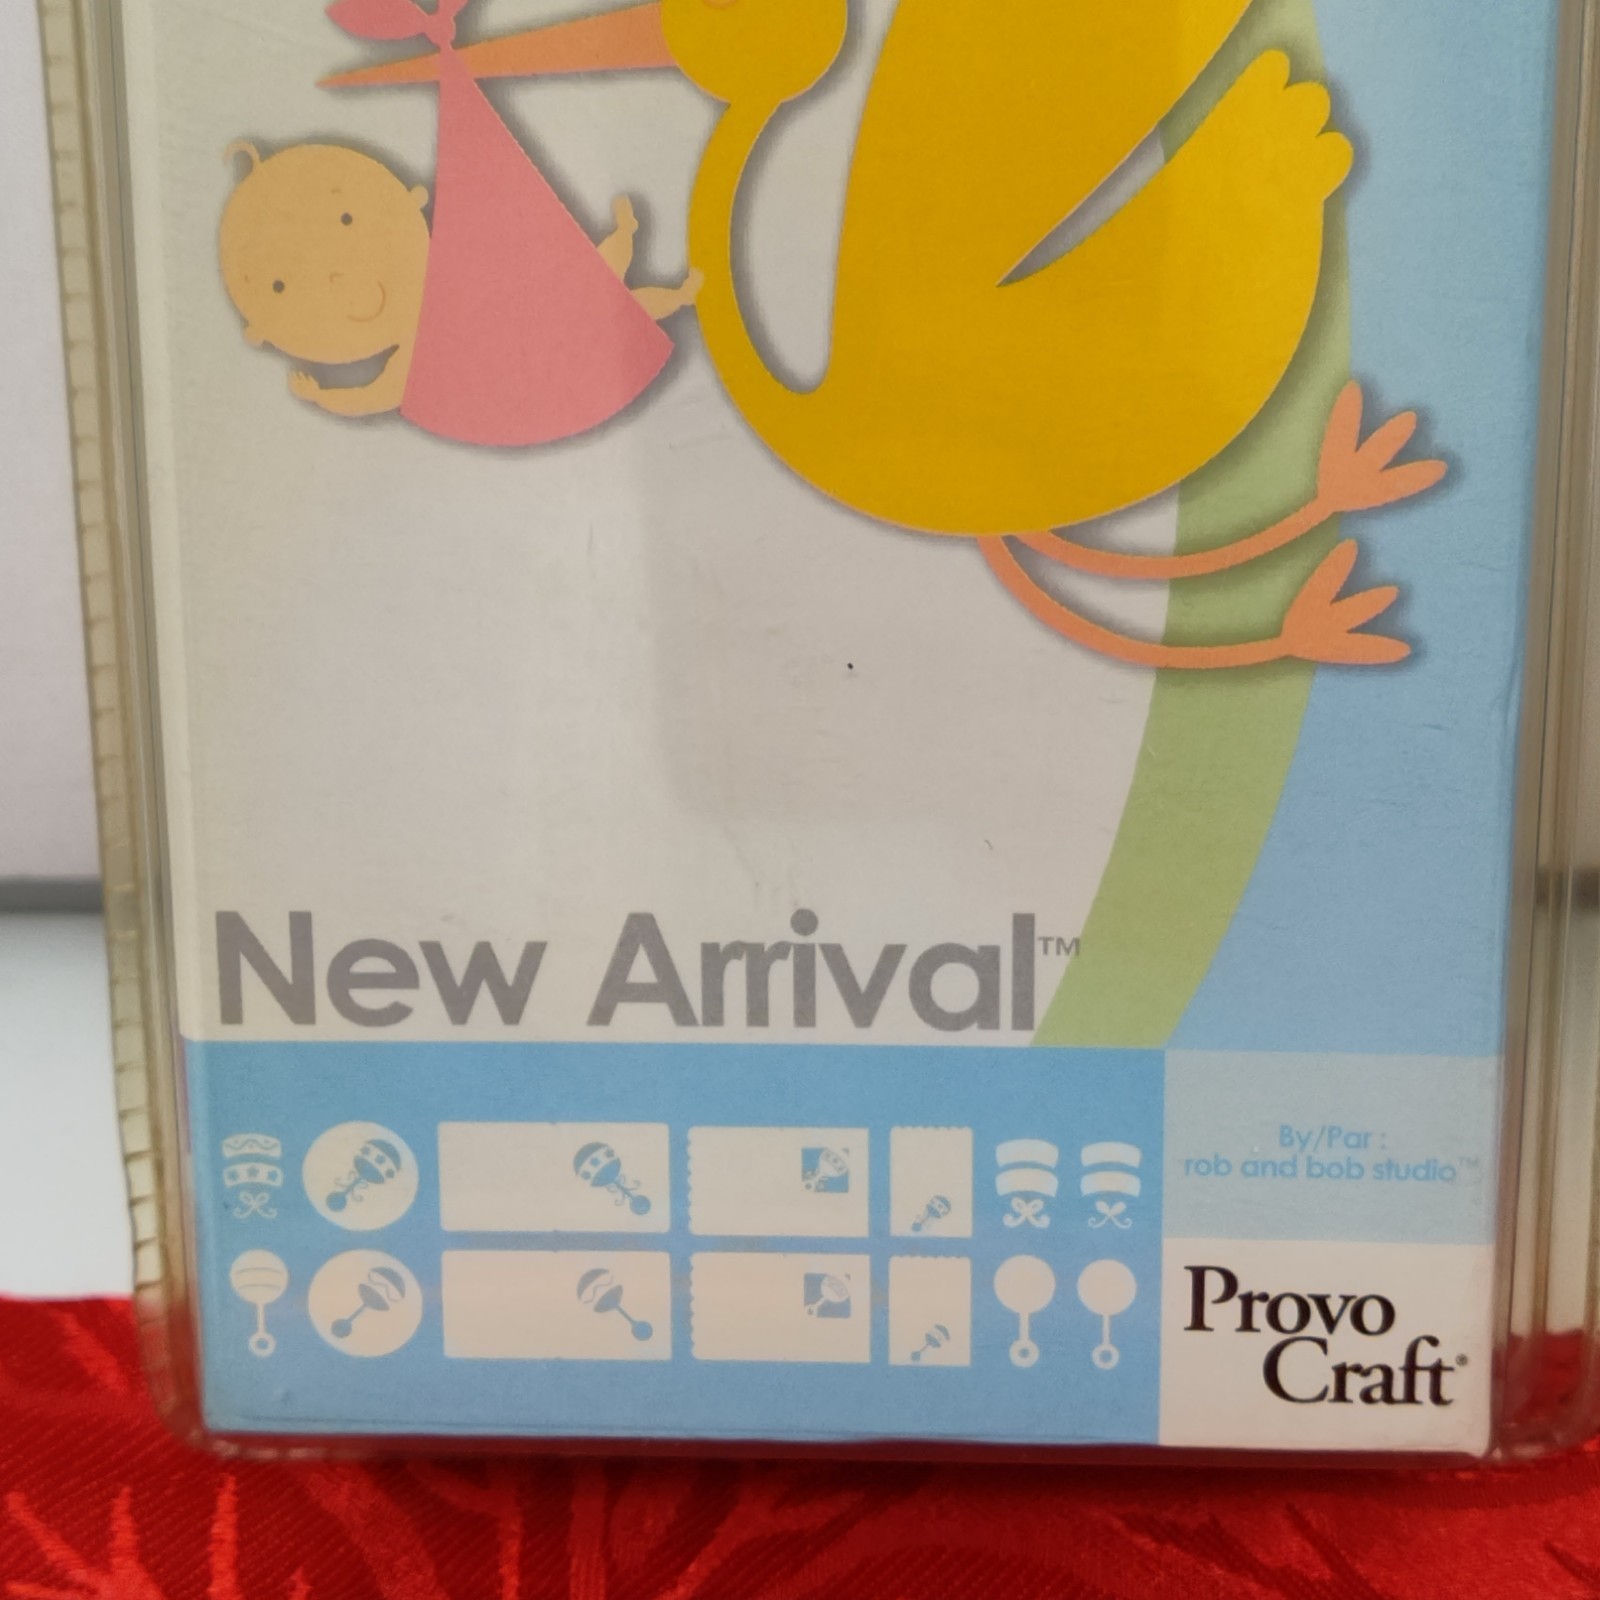 New Arrival™
By/Par :
rob and bob studio™
Provo
Craft®